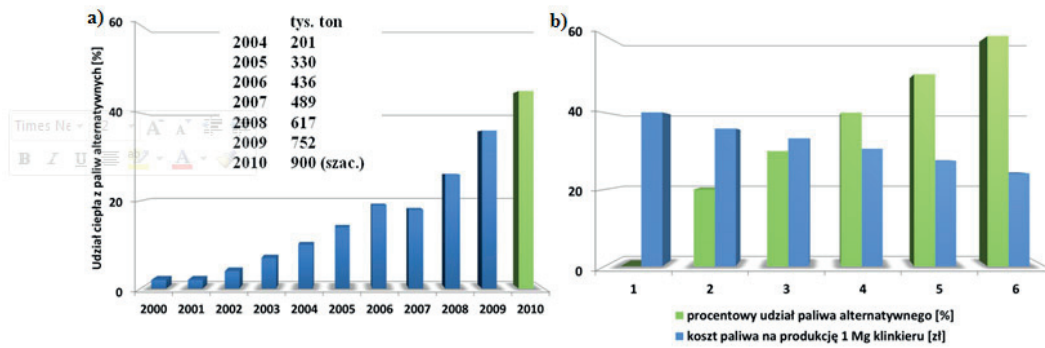 a)
tys. ton
2004 201
2005 330
2006 436
2007 489
2008 617
2009 752
2010 900 (szac.)
Udział ciepła z paliw alternatywnych [%]
60
40
20
0
2000 2001 2002 2003 2004 2005 2006 2007 2008 2009 2010
Times Ne
A A
B I U A
b)
60
40
20
0
1 2 3 4 5 6
procentowy udział paliwa alternatywnego [%]
koszt paliwa na produkcję 1 Mg klinkieru [zł]